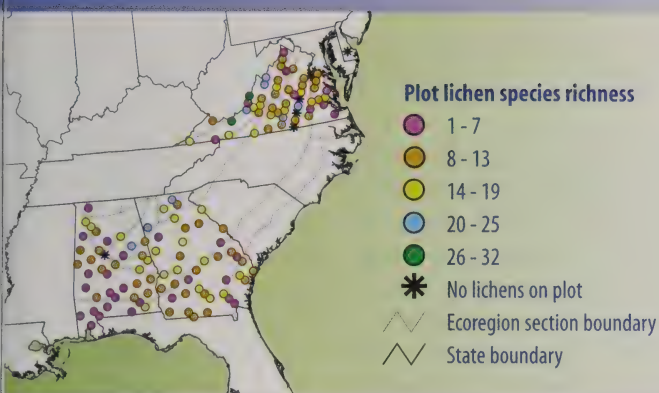 Plot lichen species richness
1 - 7
8 - 13
14 - 19
20 - 25
26 - 32
No lichens on plot
Ecoregion section boundary
State boundary